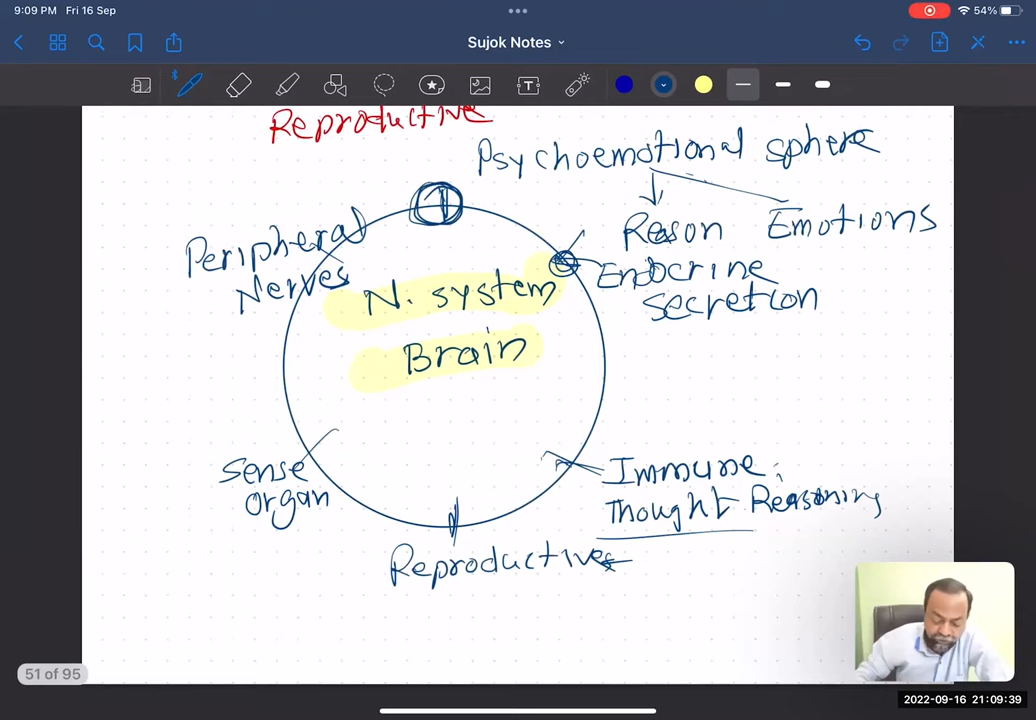 9:09 PM Fri 16 Sep
54%
Sujok Notes
T
Reproductive
Psychoemotional sphere
Reason Emotions
1
Peripheral
Nerves
Endocrine
secretion
N. system
Brain
Sense
organ
Immune
Thought Reasoning
Reproductive
51 of 95
2022-09-16 21:09:39